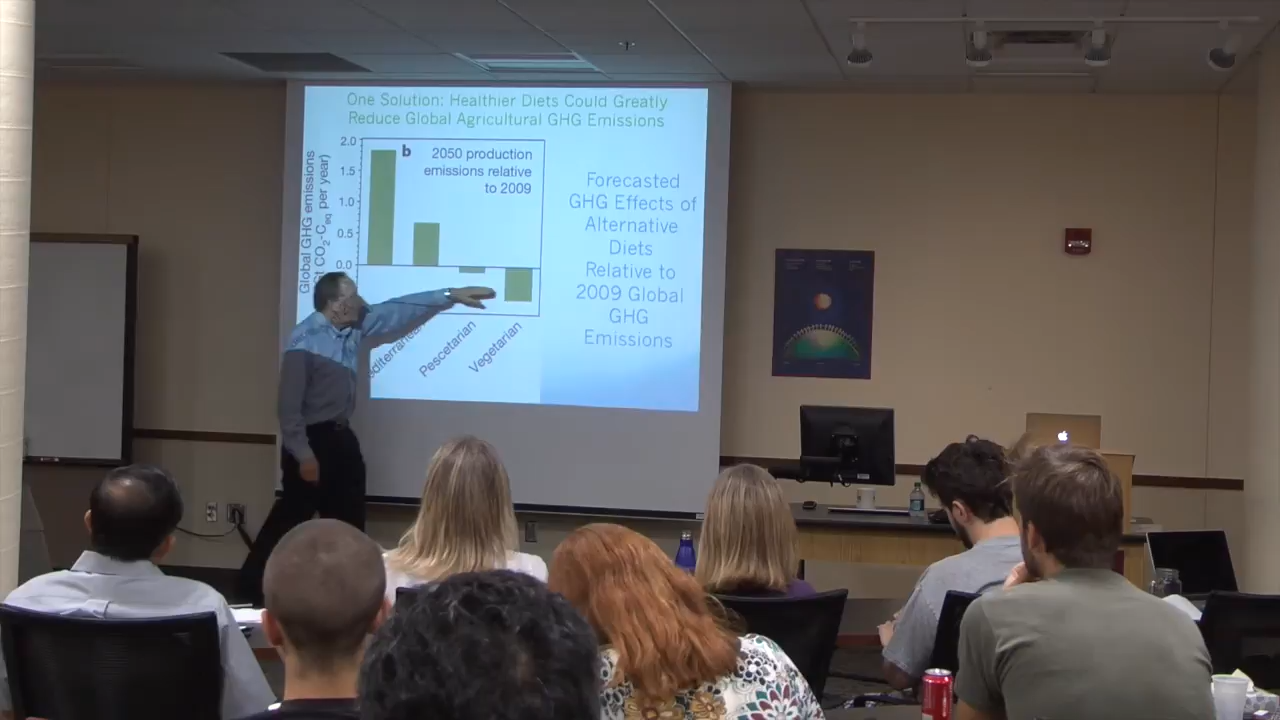 One Solution: Healthier Diets Could Greatly
Reduce Global Agricultural GHG Emissions
Global GHG emissions
CO2-Ceq per year)
2.0
1.5
1.0
0.5
0.0
b
2050 production
emissions relative
to 2009
Pescetarian
Vegetarian
Forecasted
GHG Effects of
Alternative
Diets
Relative to
2009 Global
GHG
Emissions